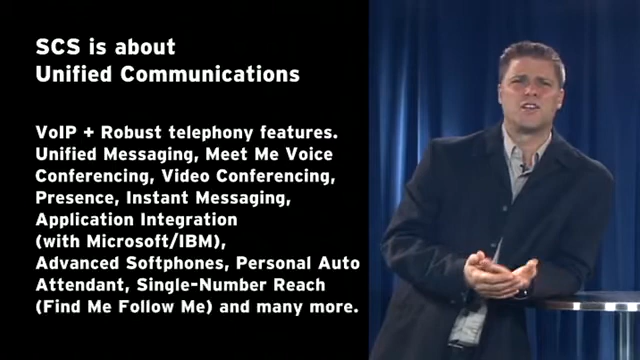 SCS is about
Unified Communications
VoIP + Robust telephony features.
Unified Messaging, Meet Me Voice
Conferencing, Video Conferencing,
Presence, Instant Messaging,
Application Integration
(with Microsoft/IBM),
Advanced Softphones, Personal Auto
Attendant, Single-Number Reach
(Find Me Follow Me) and many more.